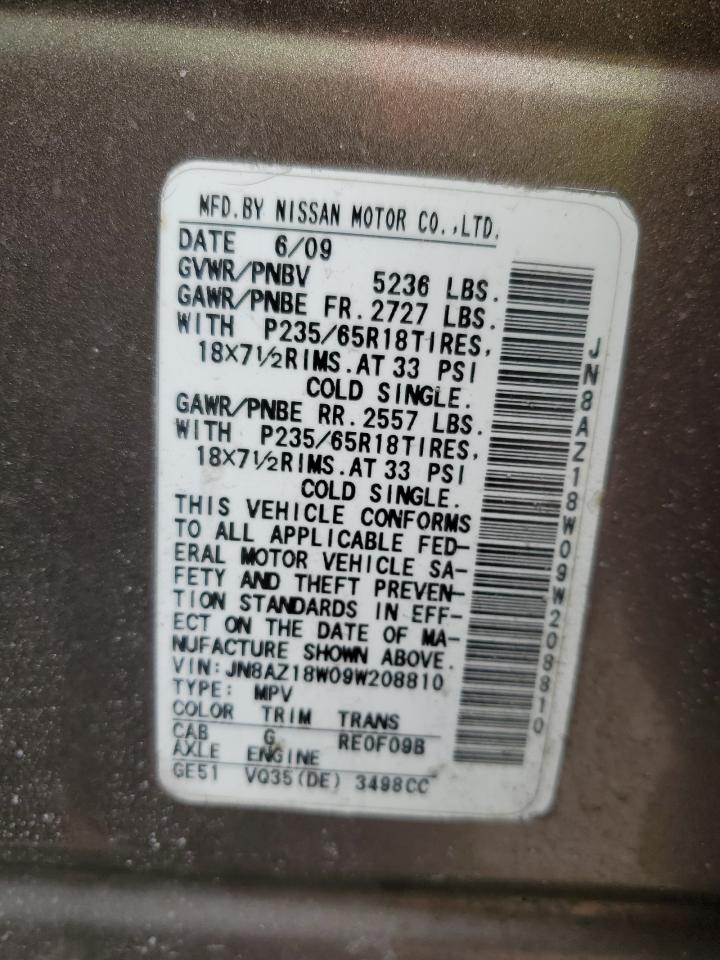 MFD.BY NISSAN MOTOR CO.,LTD.
DATE 6/09
GVWR/PNBV 5236 LBS.
GAWR/PNBE FR.2727 LBS.
WITH P235/65R18TIRES,
18X7½RIMS.AT 33 PSI
COLD SINGLE.
GAWR/PNBE RR.2557 LBS.
WITH P235/65R18TIRES,
18X7½RIMS.AT 33 PSI
COLD SINGLE.
THIS VEHICLE CONFORMS
TO ALL APPLICABLE FED-
ERAL MOTOR VEHICLE SA-
FETY AND THEFT PREVEN-
TION STANDARDS IN EFF-
ECT ON THE DATE OF MA-
NUFACTURE SHOWN ABOVE.
VIN:JN8AZ18W09W208810
TYPE: MPV
COLOR TRIM TRANS
CAB G RE0F09B
AXLE ENGINE
GE51 VQ35(DE) 3498CC
JN8AZ18W09W208810